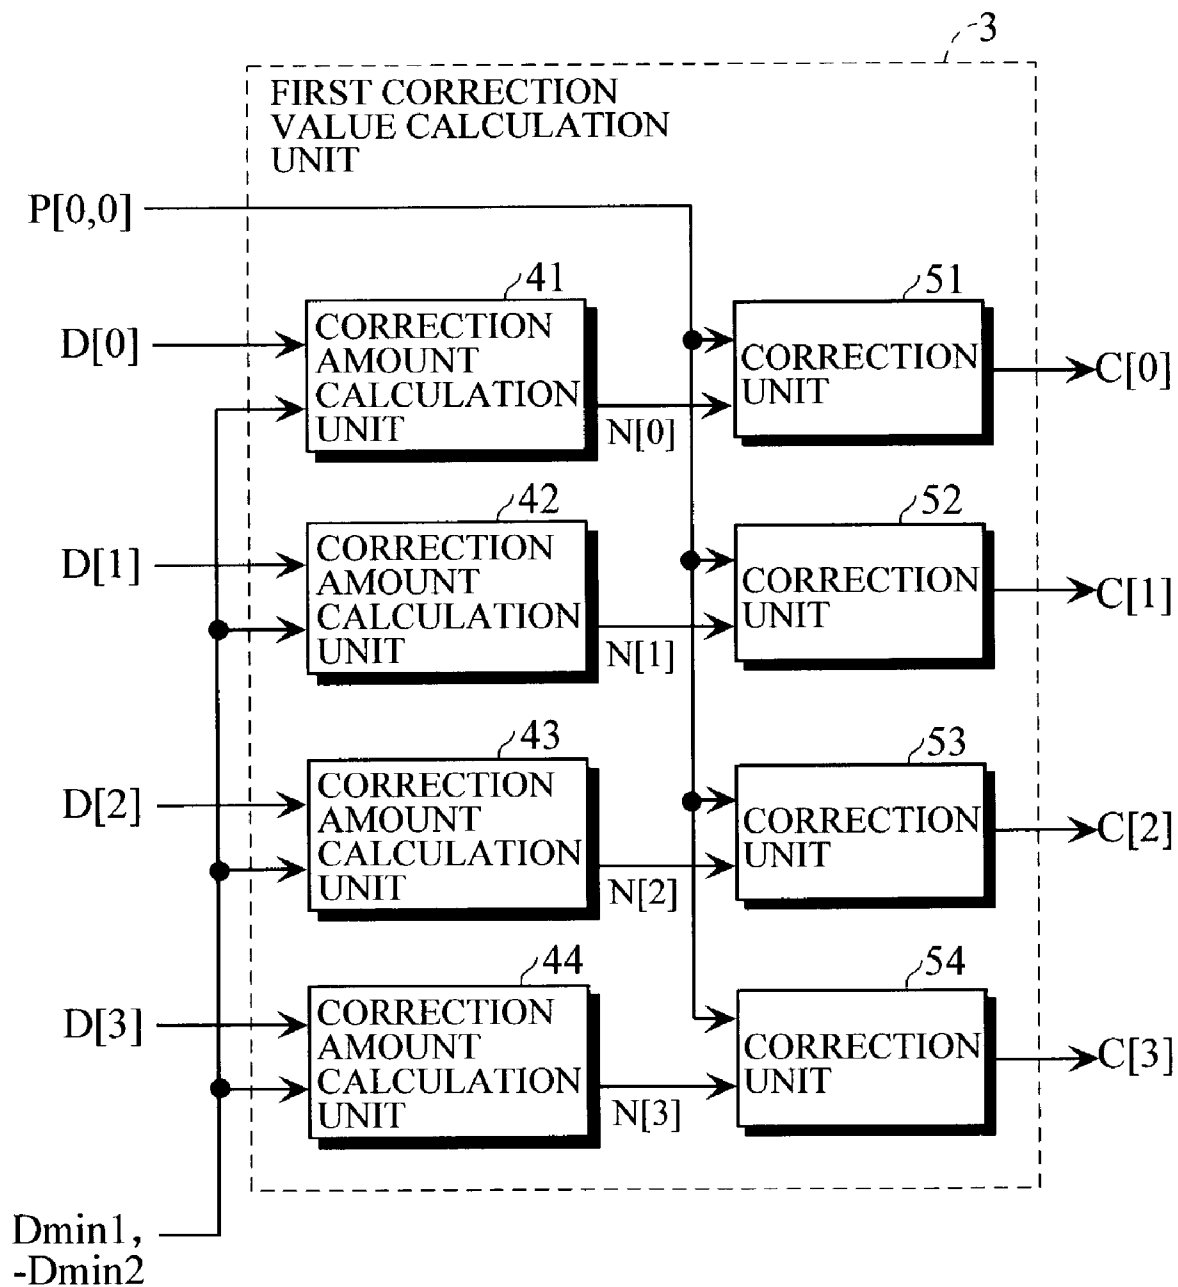 3
FIRST CORRECTION
VALUE CALCULATION
UNIT
P[0,0]
41
51
D[0]
CORRECTION
AMOUNT
CALCULATION
UNIT
N[0]
CORRECTION
UNIT
C[0]
42
52
D[1]
CORRECTION
AMOUNT
CALCULATION
UNIT
N[1]
CORRECTION
UNIT
C[1]
43
53
D[2]
CORRECTION
AMOUNT
CALCULATION
UNIT
N[2]
CORRECTION
UNIT
C[2]
44
54
D[3]
CORRECTION
AMOUNT
CALCULATION
UNIT
N[3]
CORRECTION
UNIT
C[3]
Dmin1,
-Dmin2